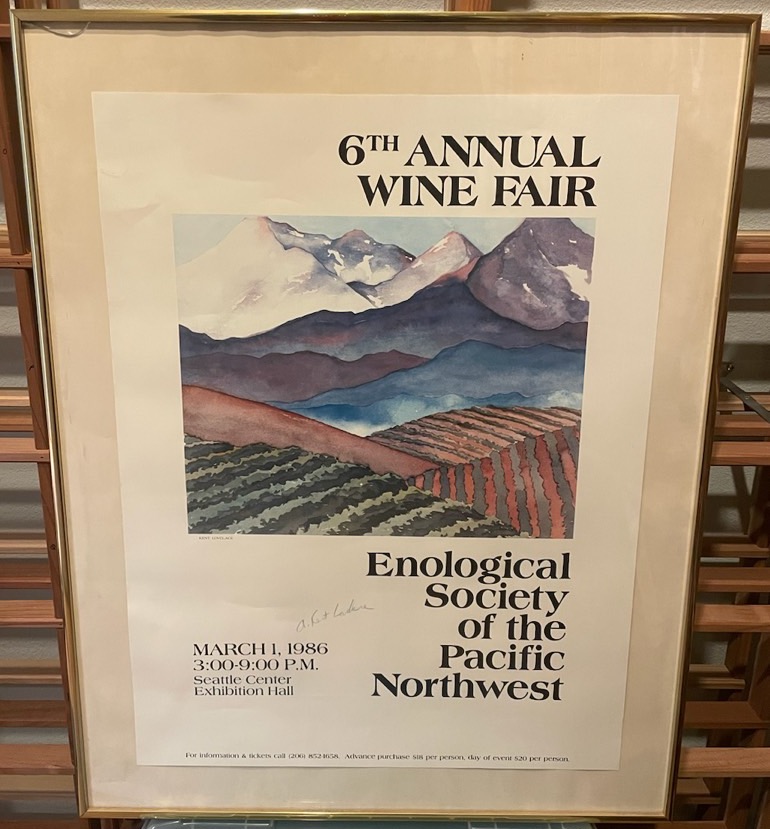 6TH ANNUAL
WINE FAIR
KENT LOVELACE
Enological
Society
of the
Pacific
Northwest
MARCH 1, 1986
3:00-9:00 P.M.
Seattle Center
Exhibition Hall
For information & tickets call (206) 852-1658. Advance purchase $18 per person, day of event $20 per person.